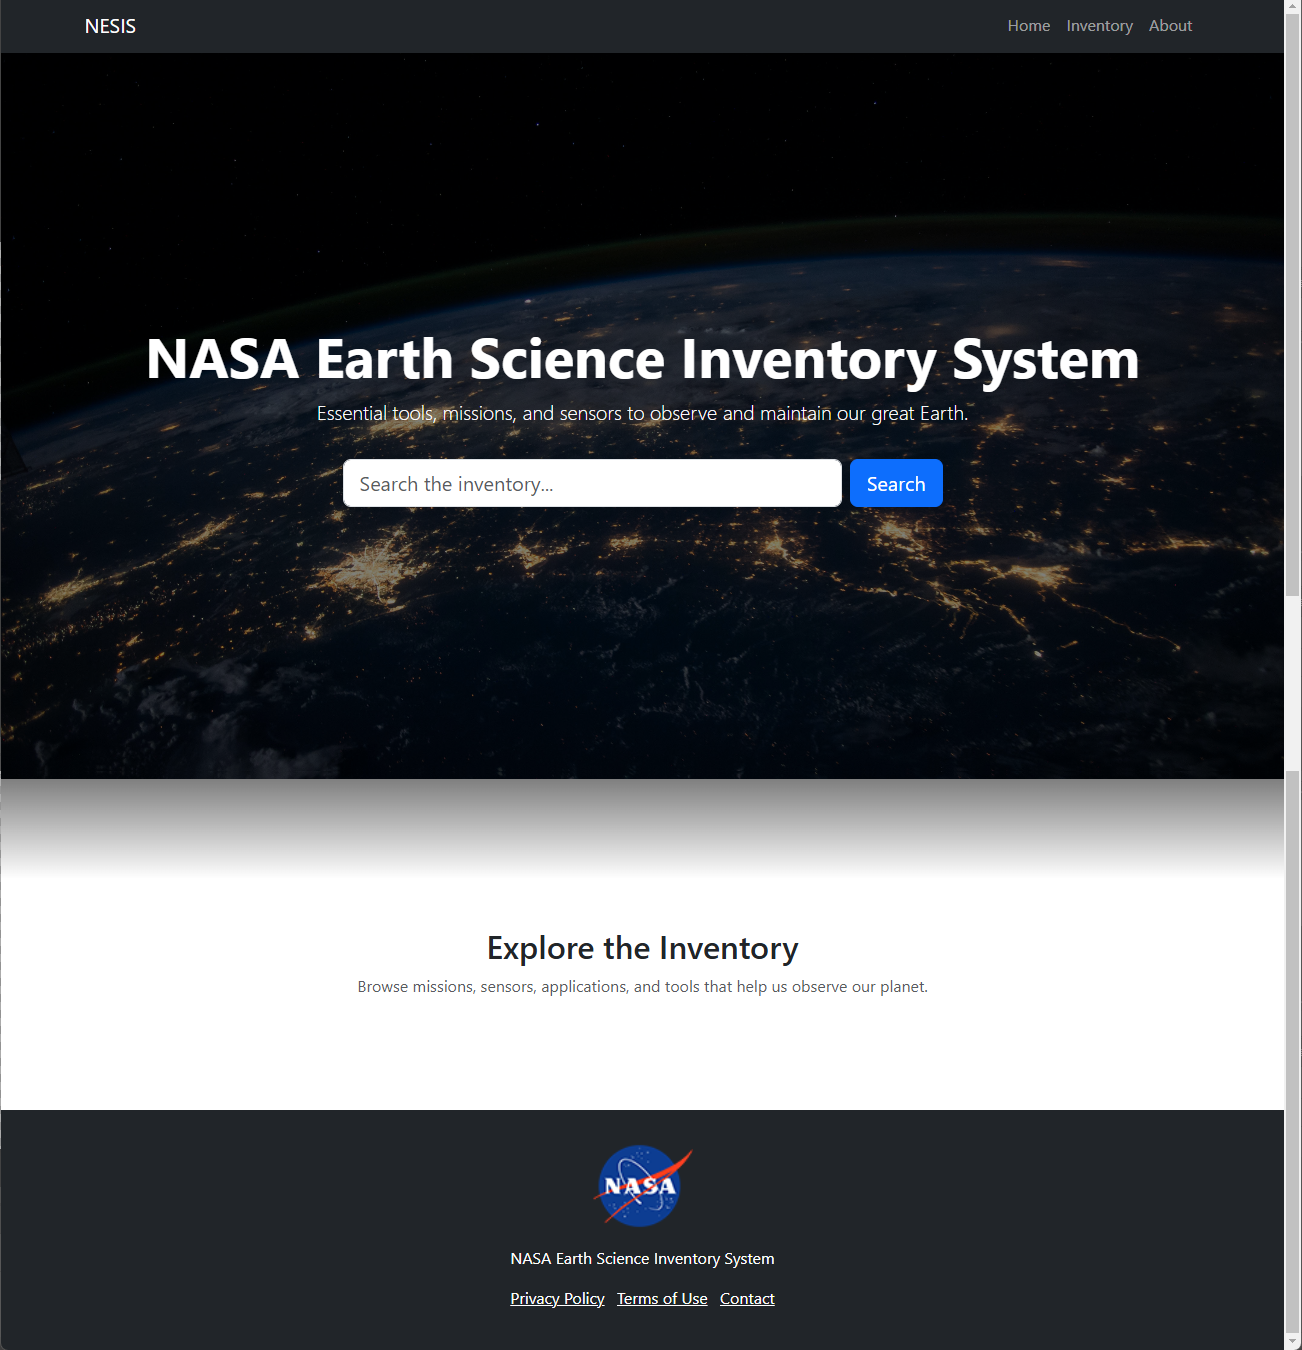 NESIS
Home Inventory About
NASA Earth Science Inventory System
Essential tools, missions, and sensors to observe and maintain our great Earth.
Search the inventory...
Search
Explore the Inventory
Browse missions, sensors, applications, and tools that help us observe our planet.
NASA
NASA Earth Science Inventory System
Privacy Policy Terms of Use Contact